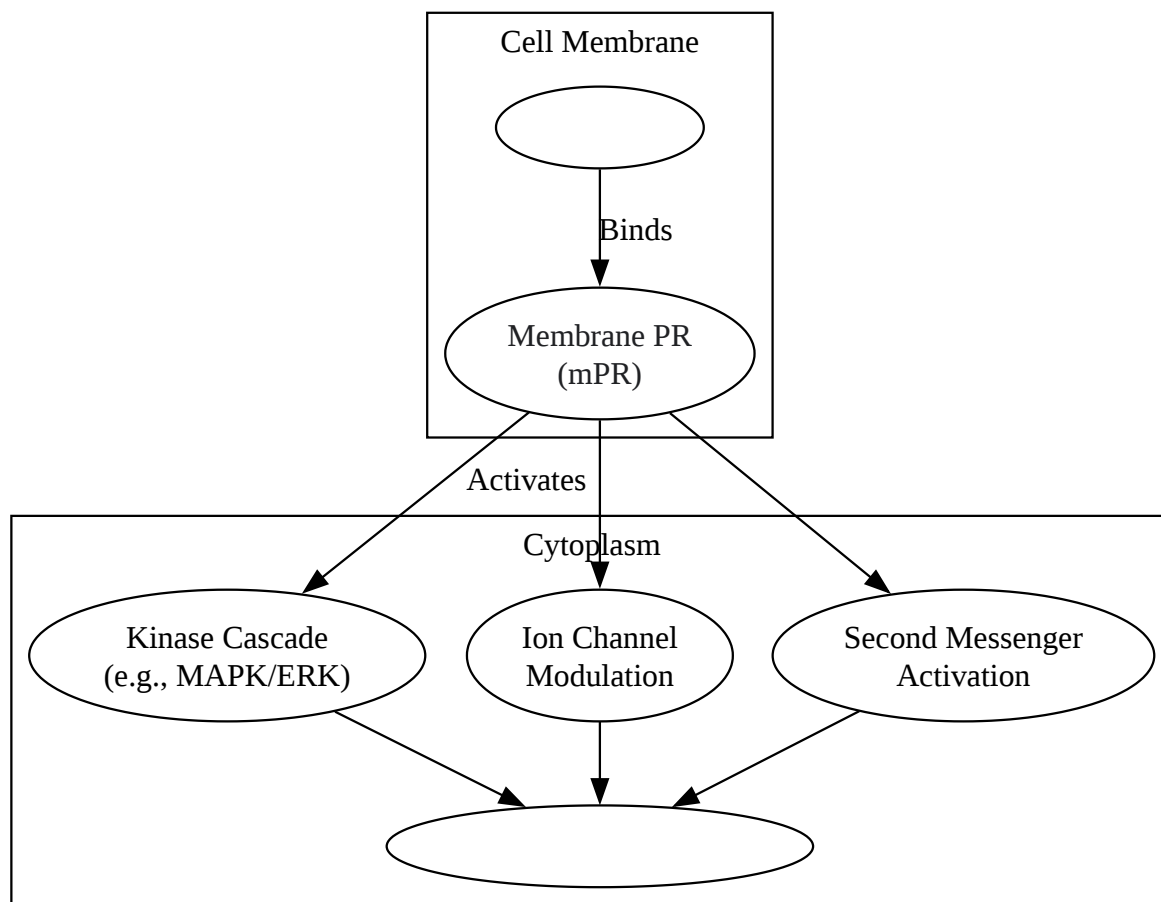 Cell Membrane
Binds
Membrane PR
(mPR)
Activates
Cytoplasm
Kinase Cascade
(e.g., MAPK/ERK)
Ion Channel
Modulation
Second Messenger
Activation